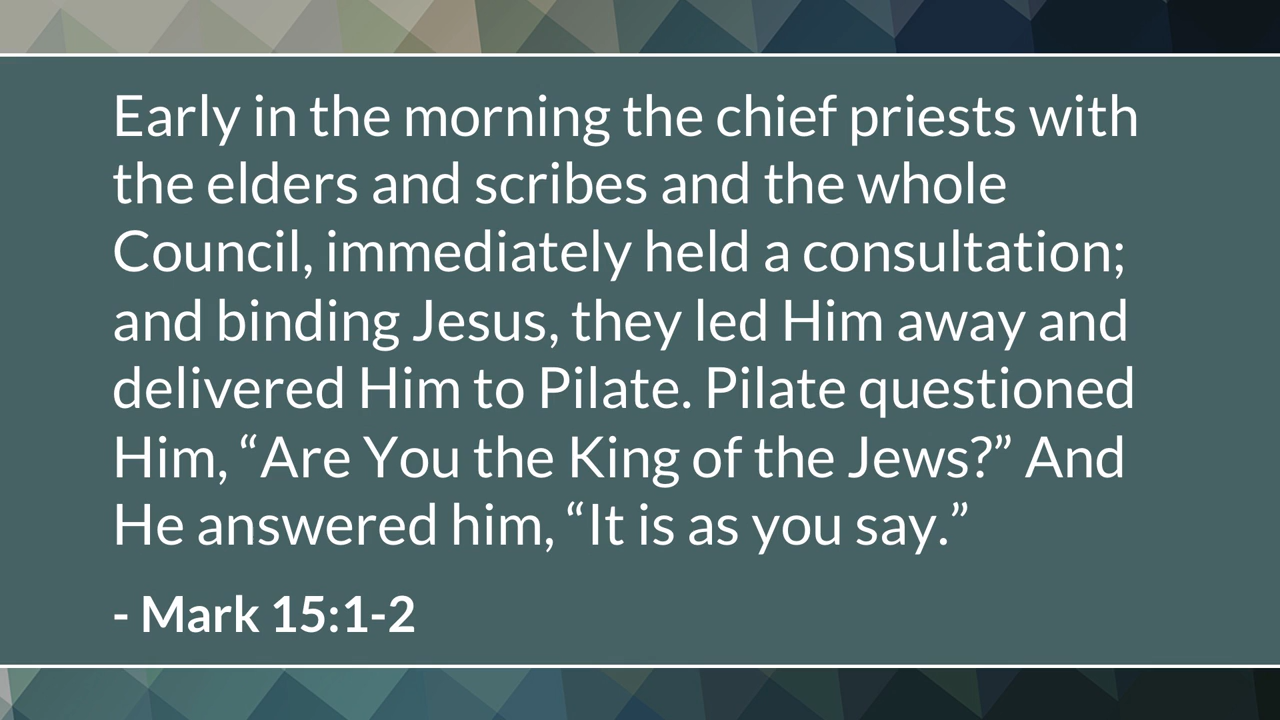 Early in the morning the chief priests with
the elders and scribes and the whole
Council, immediately held a consultation;
and binding Jesus, they led Him away and
delivered Him to Pilate. Pilate questioned
Him, “Are You the King of the Jews?” And
He answered him, “It is as you say.”
- Mark 15:1-2